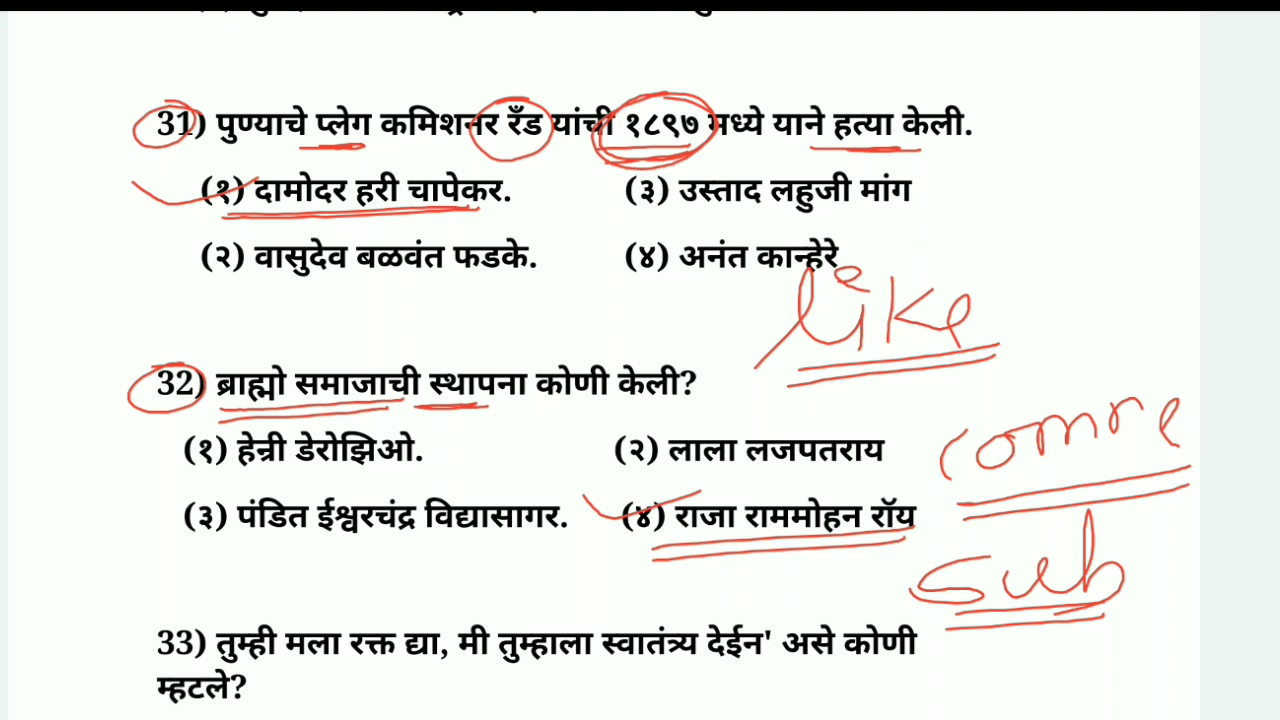 31) पुण्याचे प्लेग कमिशनर रँड यांची १८९७ मध्ये याने हत्या केली.
(१) दामोदर हरी चापेकर. (३) उस्ताद लहुजी मांग
(२) वासुदेव बळवंत फडके. (४) अनंत कान्हेरे
like
32) ब्राह्मो समाजाची स्थापना कोणी केली?
(१) हेन्री डेरोझिओ. (२) लाला लजपतराय
(३) पंडित ईश्वरचंद्र विद्यासागर. (४) राजा राममोहन रॉय
sub
33) तुम्ही मला रक्त द्या, मी तुम्हाला स्वातंत्र्य देईन' असे कोणी
म्हटले?